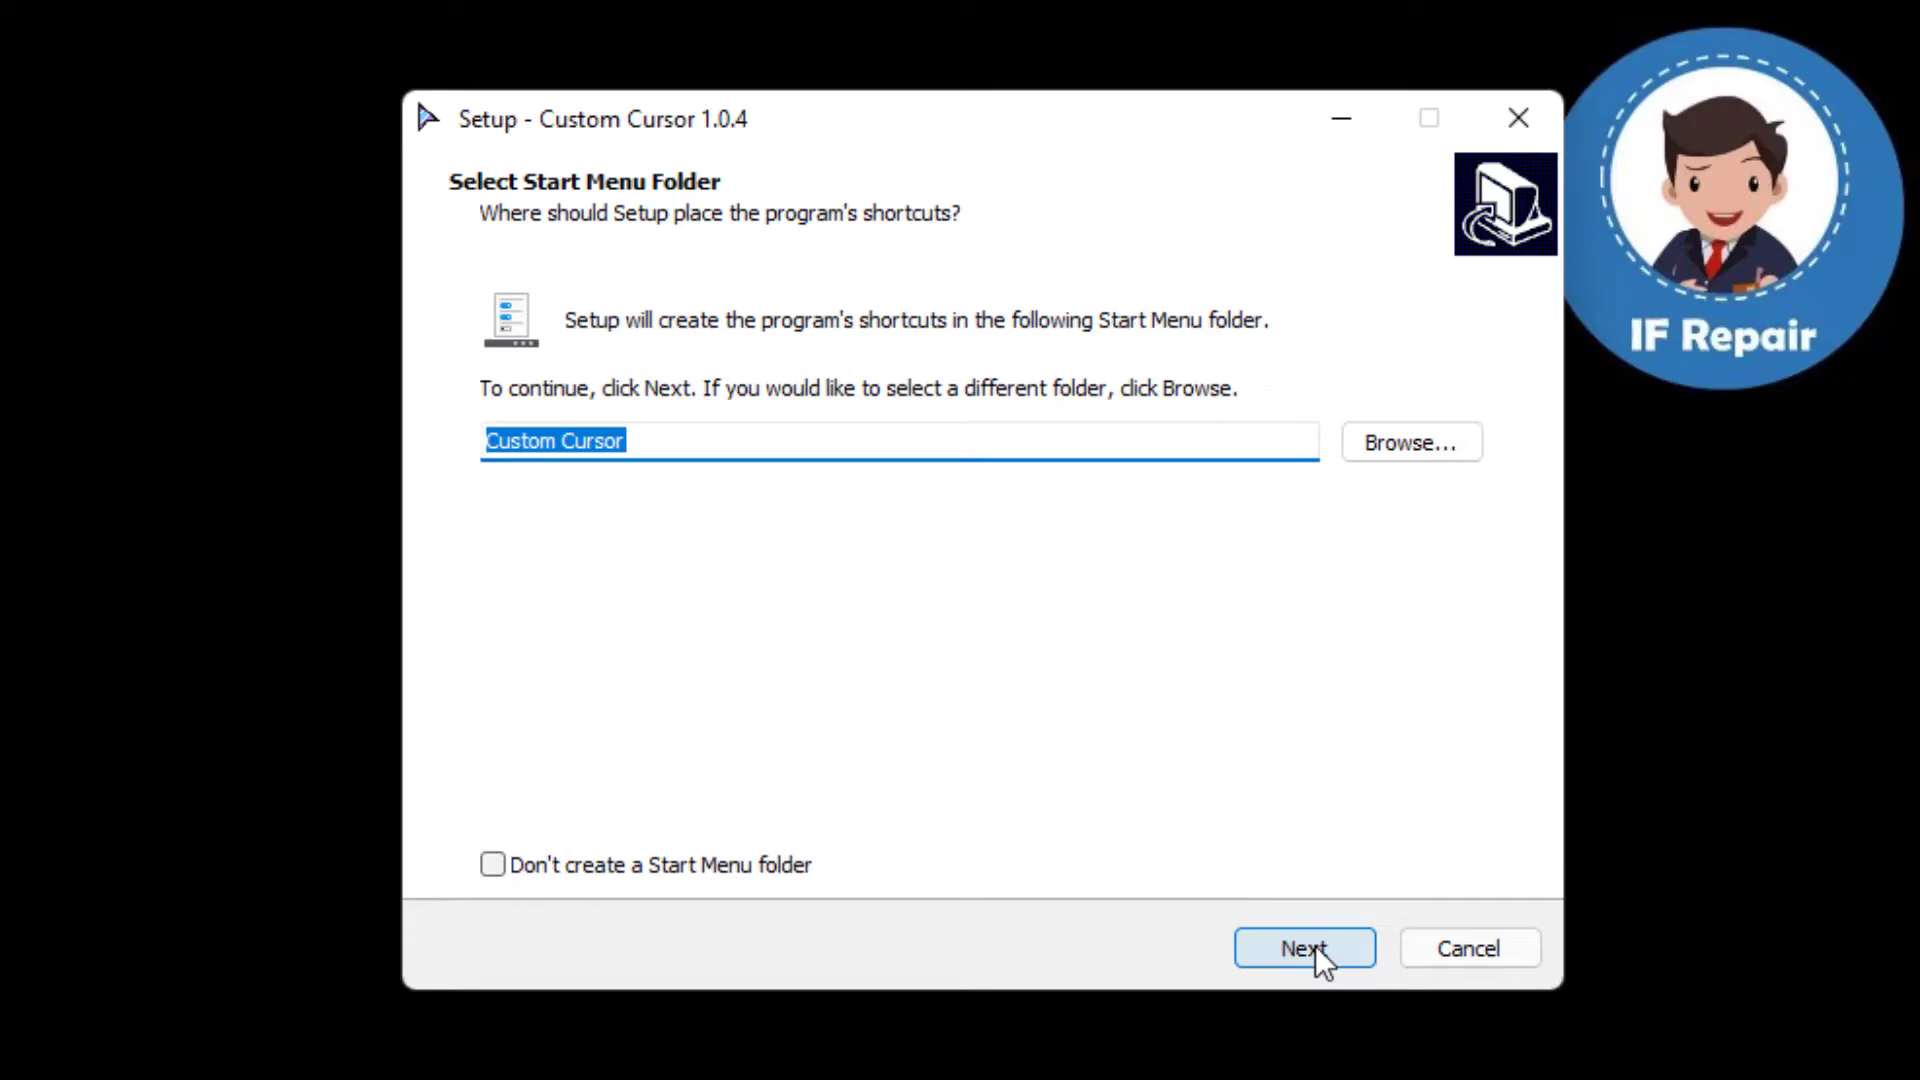 Setup - Custom Cursor 1.0.4
Select Start Menu Folder
Where should Setup place the program's shortcuts?
Setup will create the program's shortcuts in the following Start Menu folder.
To continue, click Next. If you would like to select a different folder, click Browse.
Custom Cursor
Browse...
Don't create a Start Menu folder
Next
Cancel
IF Repair